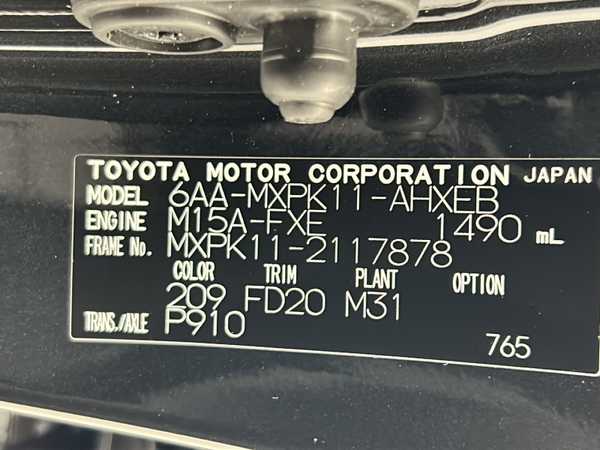 TOYOTA MOTOR CORPORATION JAPAN
MODEL 6AA-MXPK11-AHXEB
ENGINE M15A-FXE 1490 mL
FRAME No. MXPK11-2117878
COLOR TRIM PLANT OPTION
209 FD20 M31
TRANS./AXLE P910
765